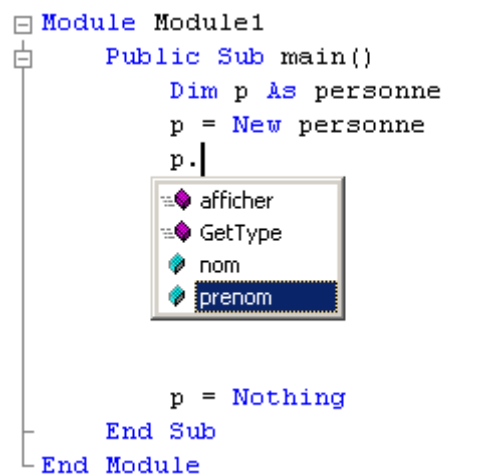 Module Module1
Public Sub main()
Dim p As personne
p = New personne
p.
afficher
GetType
nom
prenom
p = Nothing
End Sub
End Module